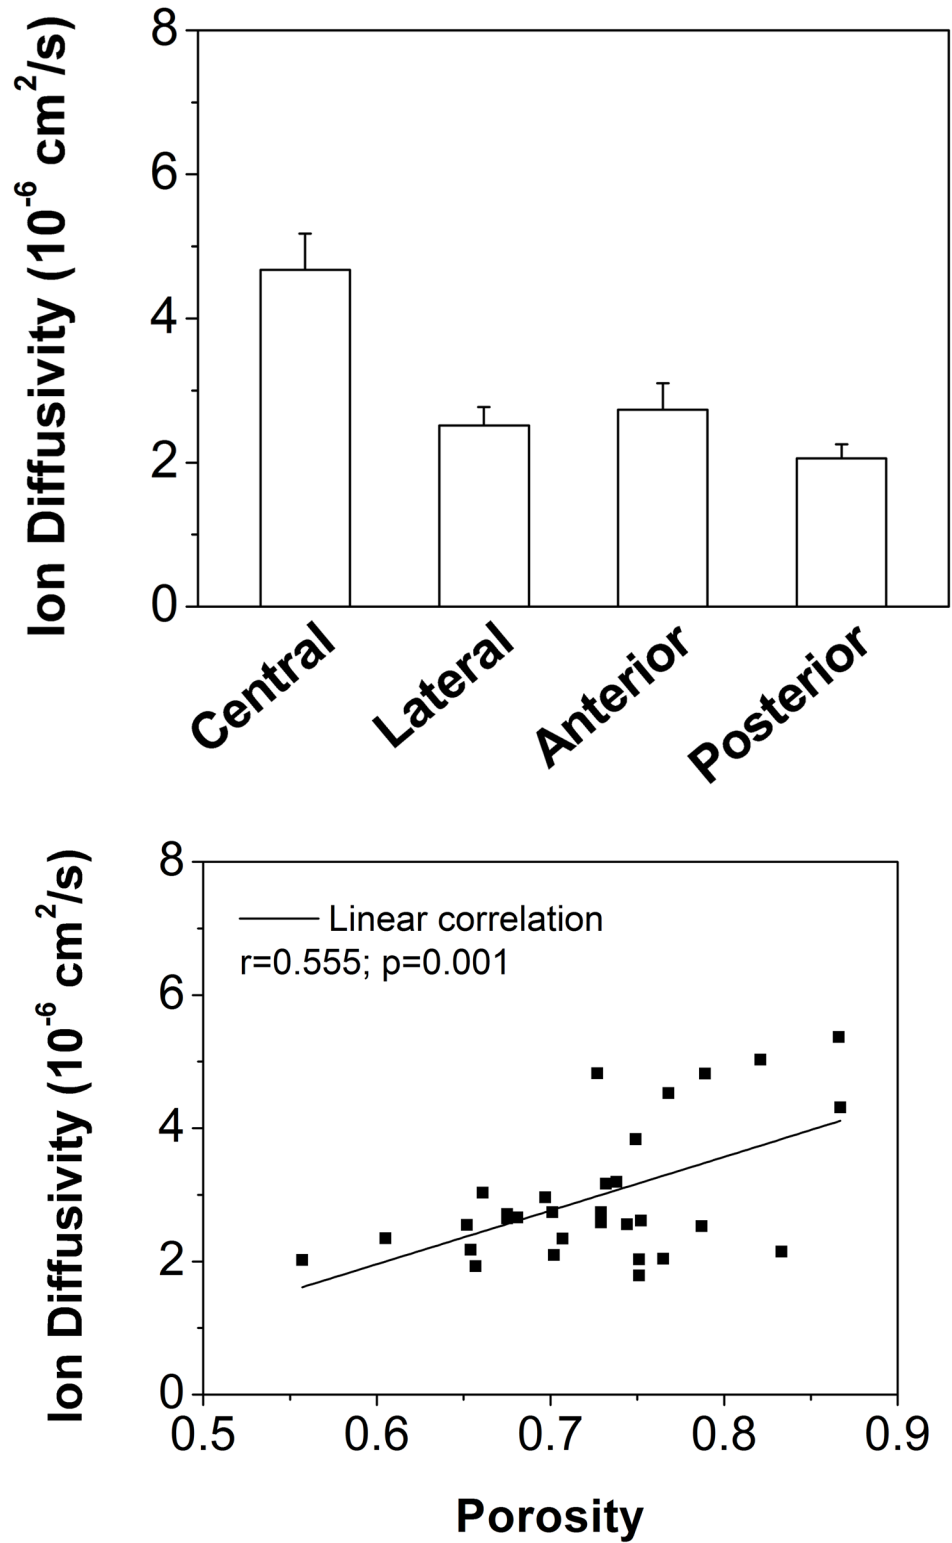 Ion Diffusivity (10⁻⁶ cm²/s)
8
6
4
2
0
Central
Lateral
Anterior
Posterior
Ion Diffusivity (10⁻⁶ cm²/s)
8
6
4
2
0
Linear correlation
r=0.555; p=0.001
0.5 0.6 0.7 0.8 0.9
Porosity